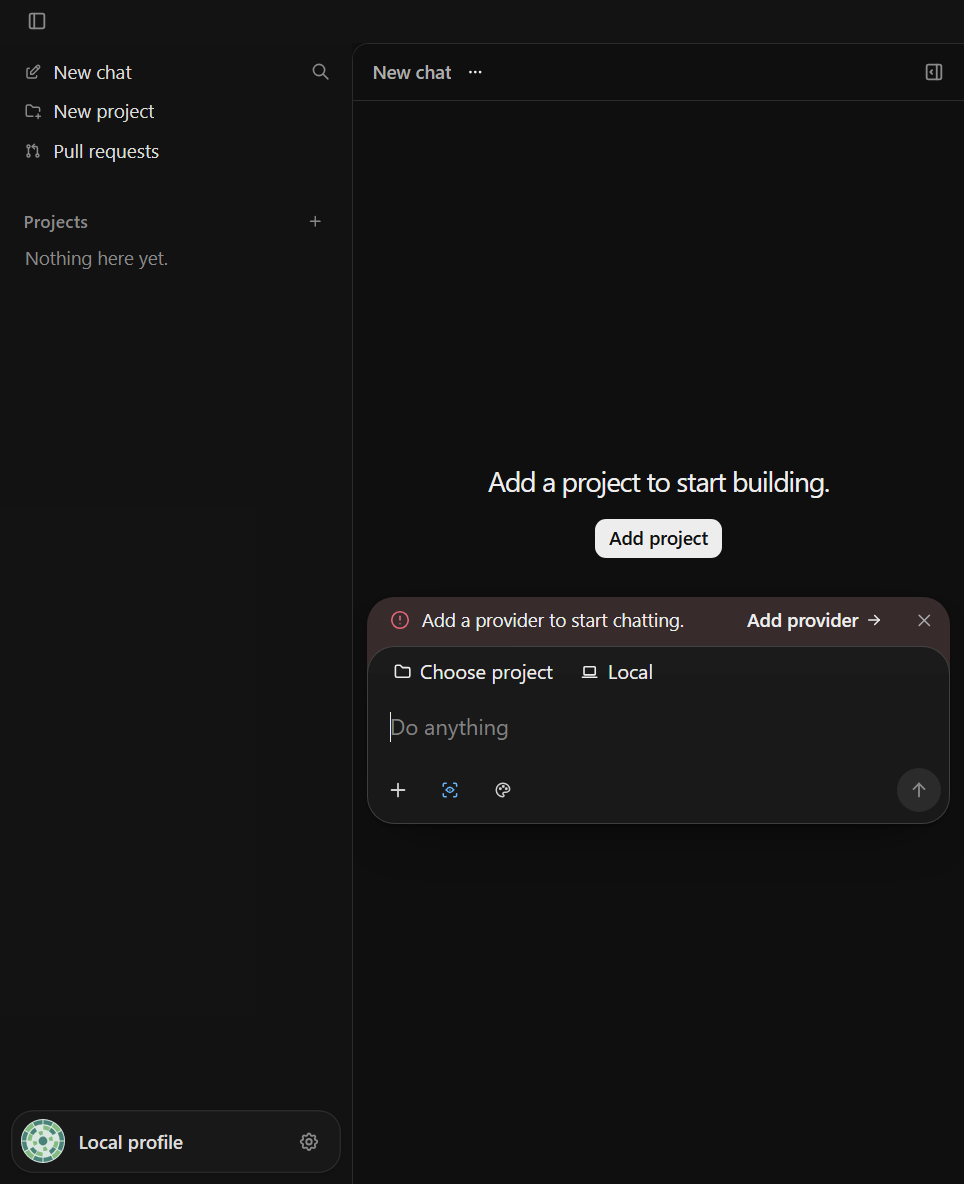 New chat
New project
Pull requests
Projects
Nothing here yet.
Local profile
New chat
Add a project to start building.
Add project
Add a provider to start chatting. Add provider
Choose project Local
Do anything